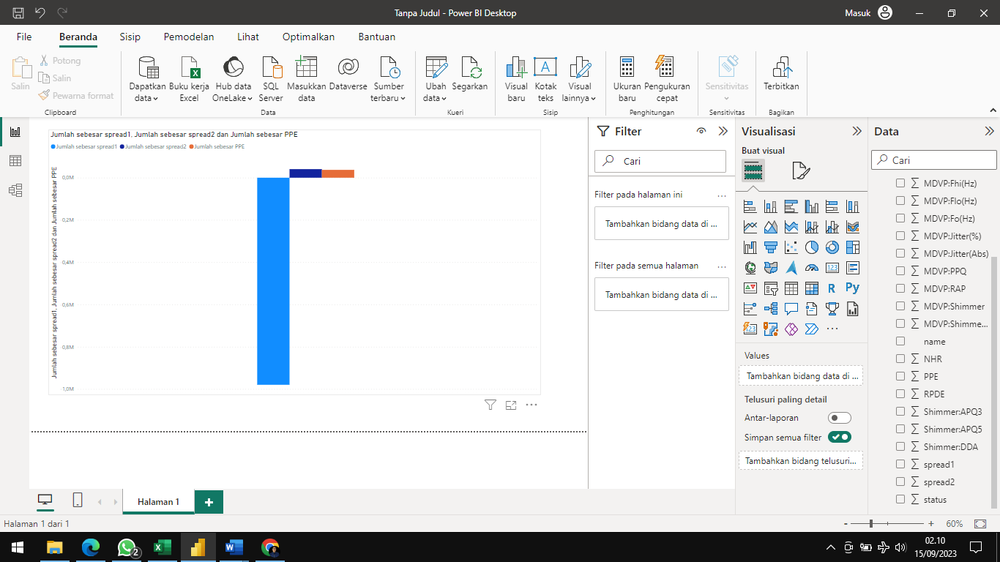 Tanpa Judul - Power BI Desktop
Masuk
File
Beranda
Sisip
Pemodelan
Lihat
Optimalkan
Bantuan
Salin
Potong
Salin
Pewarna format
Clipboard
Dapatkan
data
Buku kerja
Excel
Hub data
OneLake
SQL
Server
Masukkan
data
Dataverse
Sumber
terbaru
Data
Ubah
data
Segarkan
Kueri
Visual
baru
Kotak
teks
Visual
lainnya
Sisip
Ukuran
baru
Pengukuran
cepat
Penghitungan
Sensitivitas
Sensitivitas
Terbitkan
Bagikan
Jumlah sebesar spread1, Jumlah sebesar spread2 dan Jumlah sebesar PPE
Jumlah sebesar spread1
Jumlah sebesar spread2
Jumlah sebesar PPE
Jumlah sebesar spread1, Jumlah sebesar spread2 dan Jumlah sebesar PPE
0,0M
0,2M
0,4M
0,6M
0,8M
1,0M
Filter
Cari
Filter pada halaman ini
...
Tambahkan bidang data di ...
Filter pada semua halaman
...
Tambahkan bidang data di ...
Visualisasi
Buat visual
123
R
Py
123
...
Values
Tambahkan bidang data di ...
Telusuri paling detail
Antar-laporan
Simpan semua filter
Tambahkan bidang telusuri...
Data
Cari
MDVP:Fhi(Hz)
MDVP:Flo(Hz)
MDVP:Fo(Hz)
MDVP:Jitter(%)
MDVP:Jitter(Abs)
MDVP:PPQ
MDVP:RAP
MDVP:Shimmer
MDVP:Shimme...
name
NHR
PPE
RPDE
Shimmer:APQ3
Shimmer:APQ5
Shimmer:DDA
spread1
spread2
status
Halaman 1
Halaman 1 dari 1
60%
2
02.10
15/09/2023